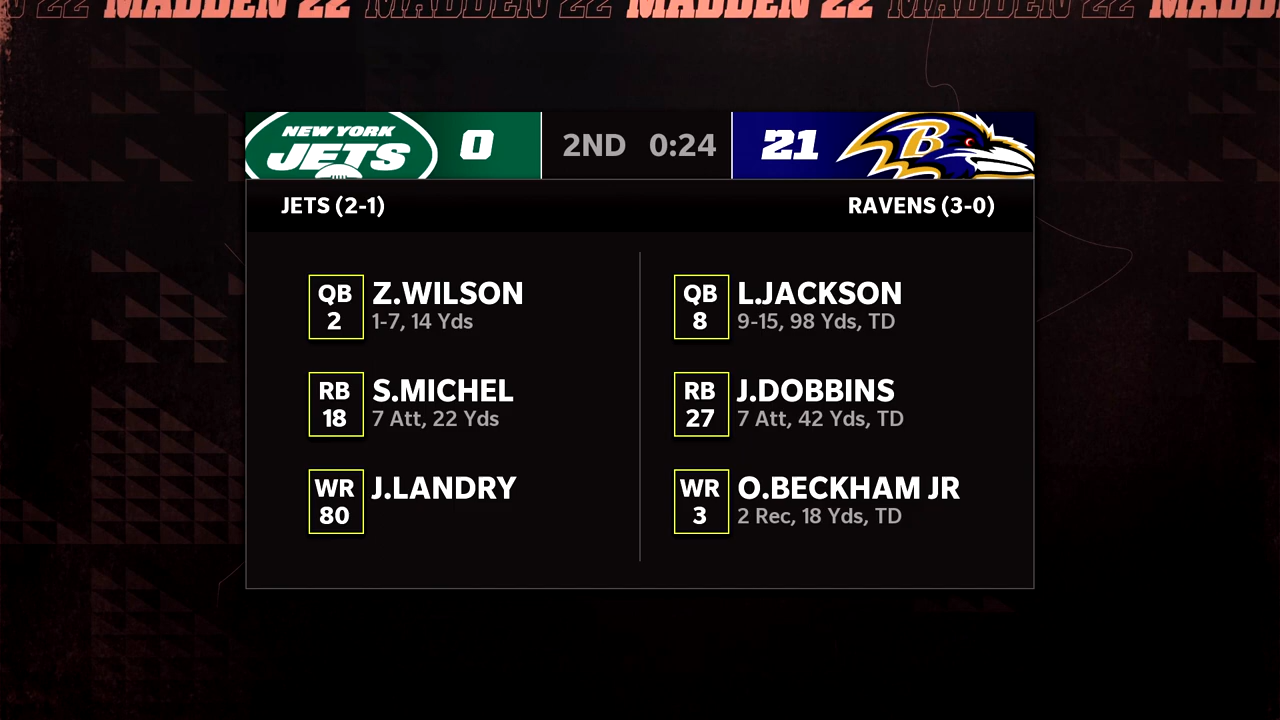 MADDEN 22 MADDEN 22 MADDEN 22 MADDEN 22
NEW YORK JETS 0 2ND 0:24 21 B
JETS (2-1) RAVENS (3-0)
QB 2 Z.WILSON
1-7, 14 Yds
QB 8 L.JACKSON
9-15, 98 Yds, TD
RB 18 S.MICHEL
7 Att, 22 Yds
RB 27 J.DOBBINS
7 Att, 42 Yds, TD
WR 80 J.LANDRY
WR 3 O.BECKHAM JR
2 Rec, 18 Yds, TD